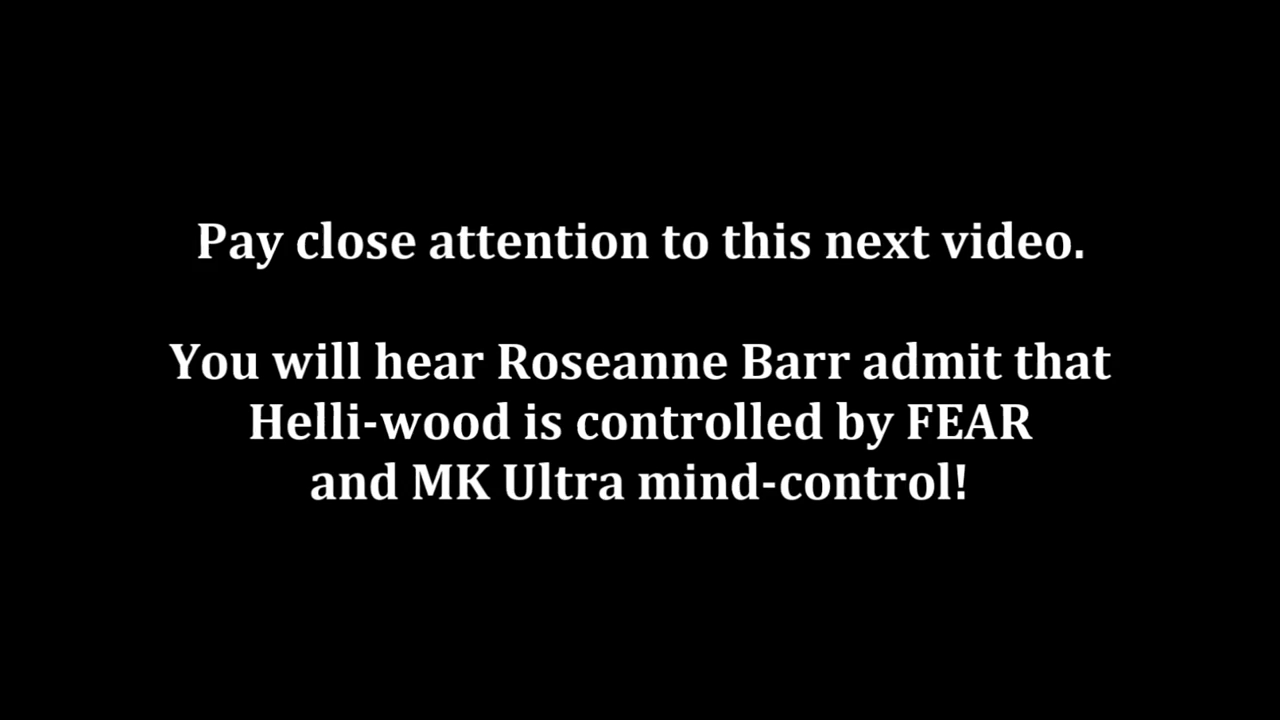 Pay close attention to this next video.
You will hear Roseanne Barr admit that
Helli-wood is controlled by FEAR
and MK Ultra mind-control!